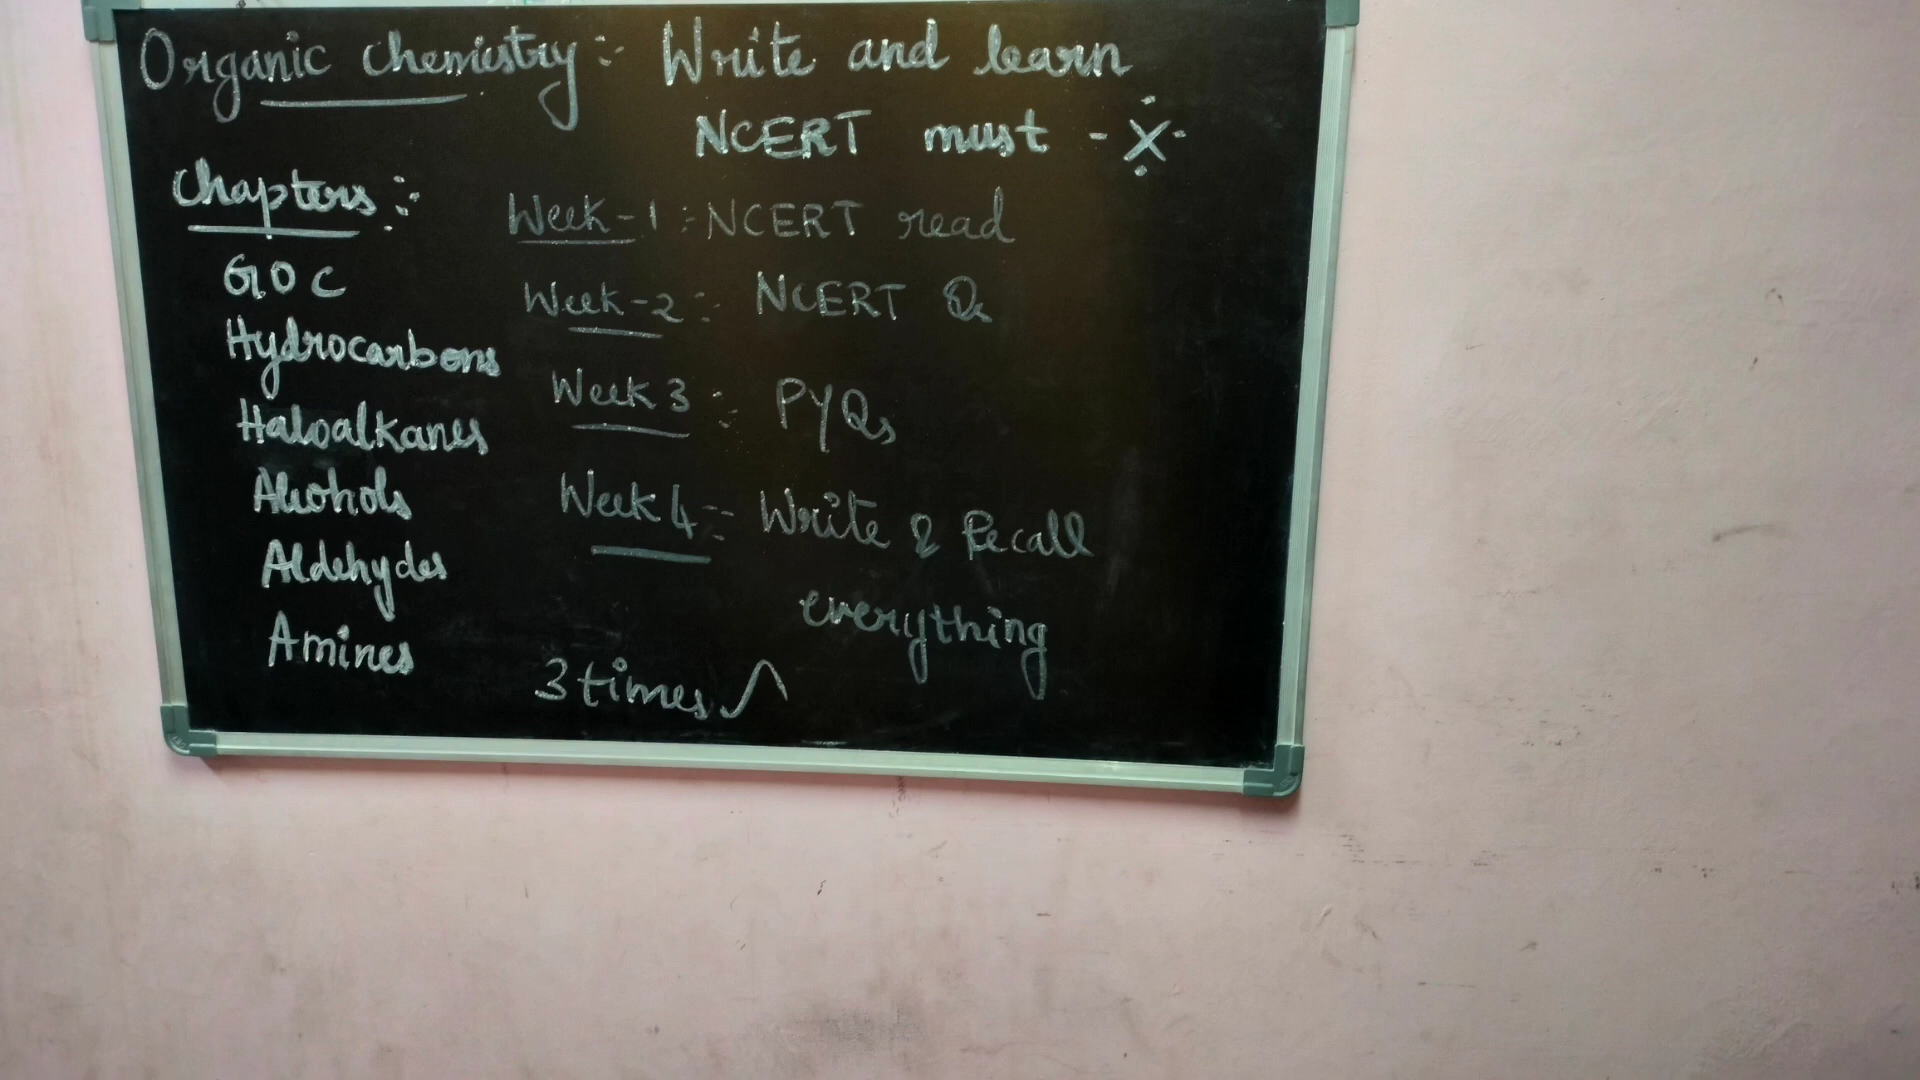 Organic chemistry :- Write and learn
NCERT must -X-
Chapters :-
GOC
Hydrocarbons
Haloalkanes
Alcohols
Aldehydes
Amines
Week-1 :- NCERT read
Week-2 :- NCERT Qs
Week 3 :- PYQs
Week 4 :- Write & Recall
everything
3 times